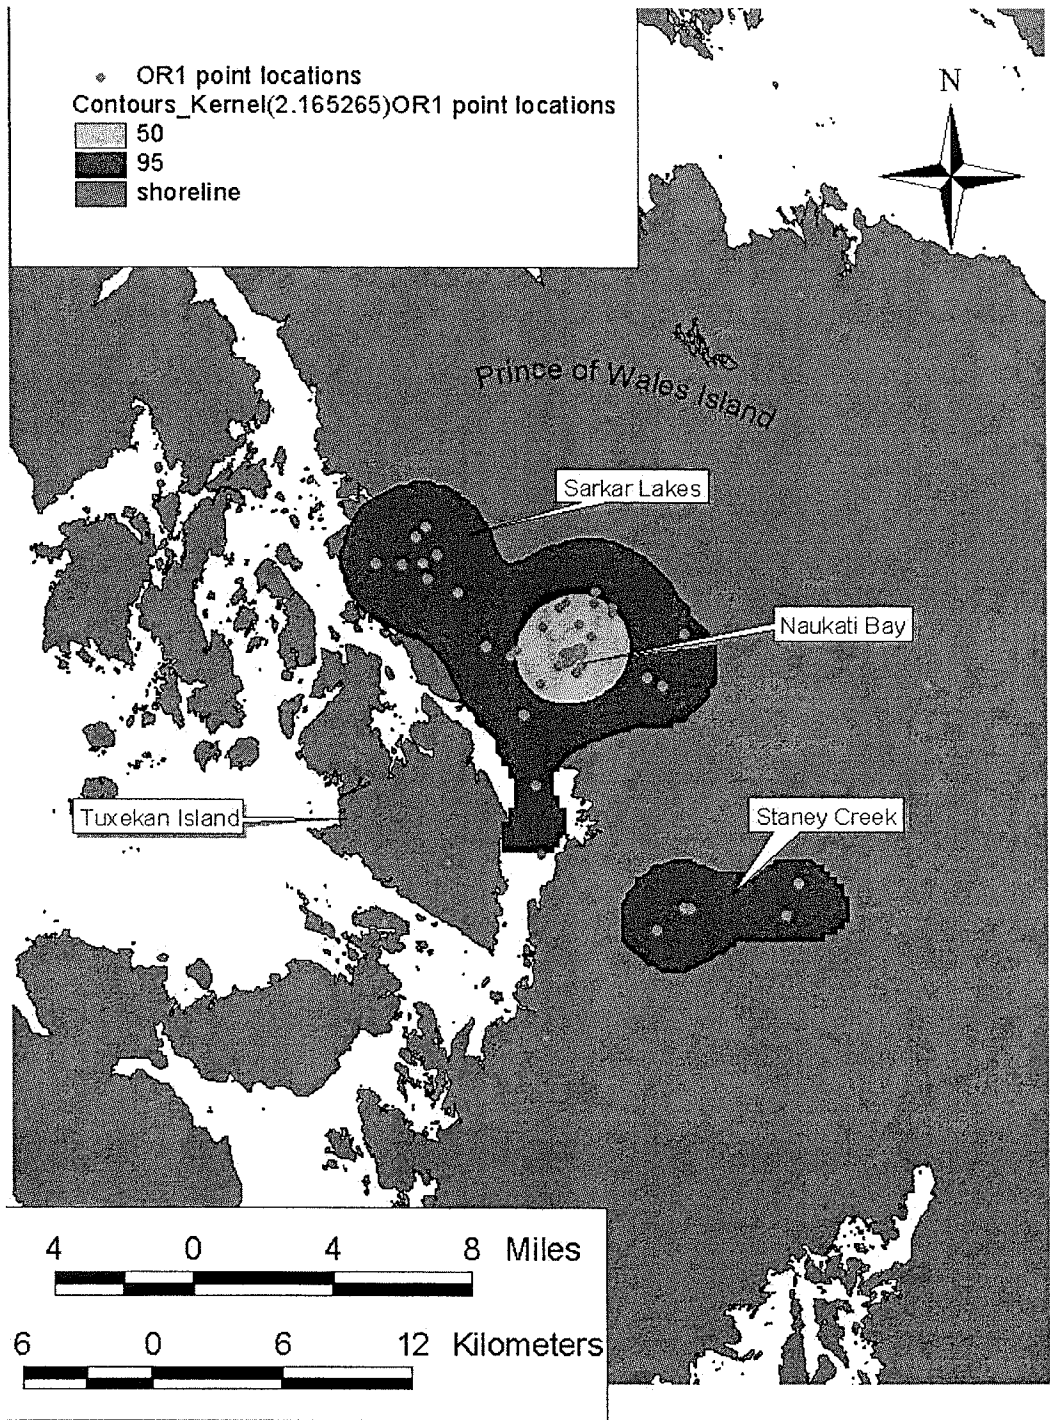 OR1 point locations
Contours_Kernel(2.165265)OR1 point locations
50
95
shoreline
N
Prince of Wales Island
Sarkar Lakes
Naukati Bay
Tuxekan Island
Staney Creek
4 0 4 8 Miles
6 0 6 12 Kilometers